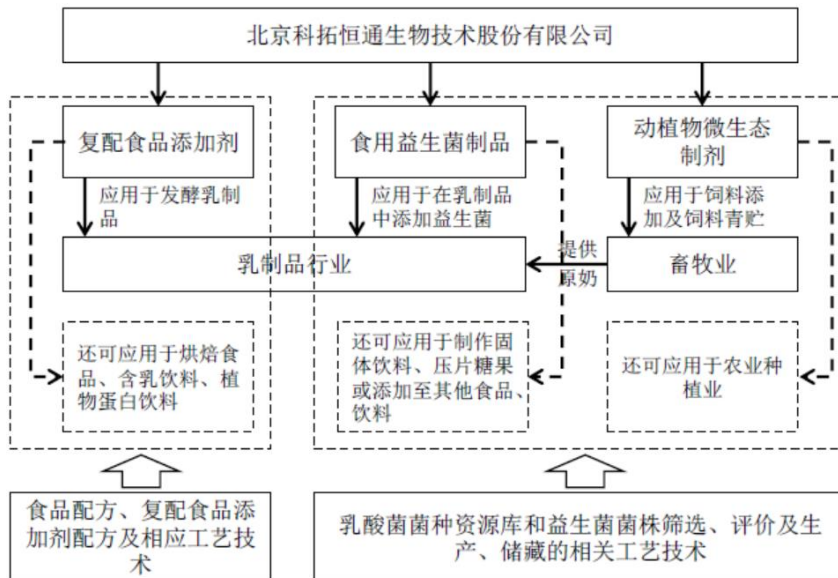 北京科拓恒通生物技术股份有限公司
复配食品添加剂
食用益生菌制品
动植物微生态
制剂
应用于发酵乳制
品
应用于在乳制品
中添加益生菌
应用于饲料添
加及饲料青贮
乳制品行业
提供
原奶
畜牧业
还可应用于烘焙食
品、含乳饮料、植
物蛋白饮料
还可应用于制作固
体饮料、压片糖果
或添加至其他食品、
饮料
还可应用于农业种
植业
食品配方、复配食品添
加剂配方及相应工艺技
术
乳酸菌菌种资源库和益生菌菌株筛选、评价及生
产、储藏的相关工艺技术